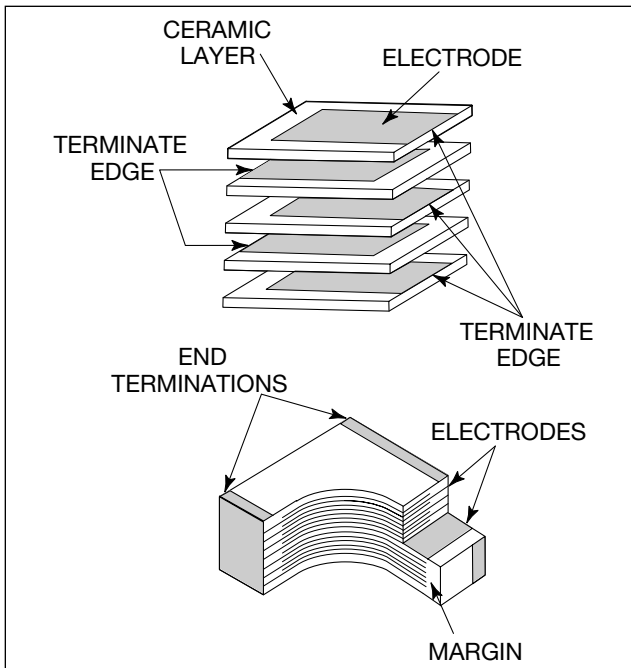 CERAMIC
LAYER
ELECTRODE
TERMINATE
EDGE
TERMINATE
EDGE
END
TERMINATIONS
ELECTRODES
MARGIN